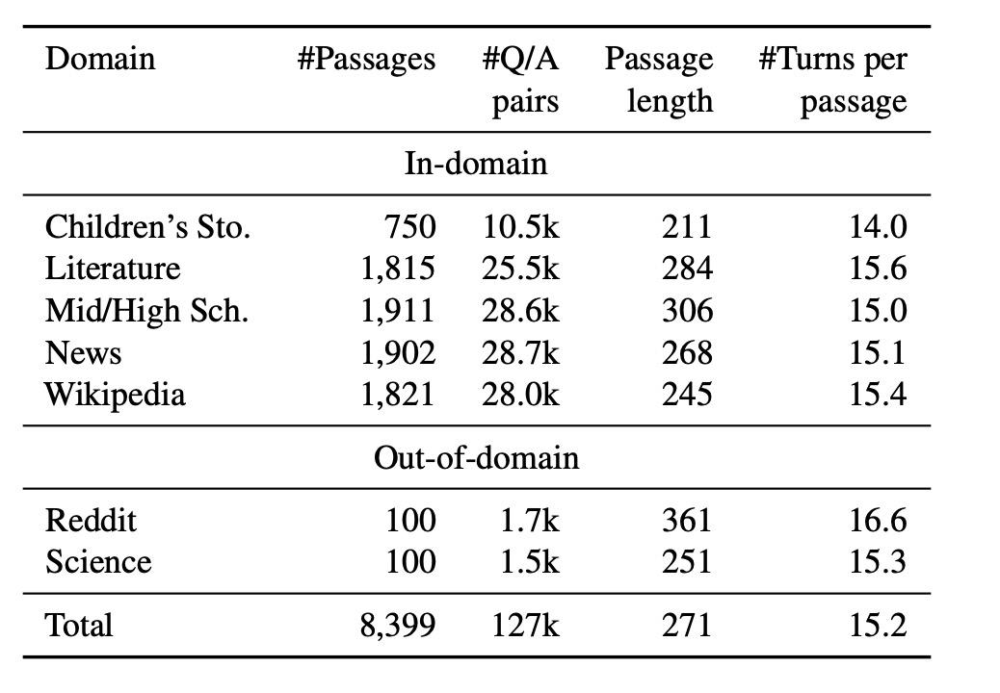 Domain #Passages #Q/A Passage #Turns per
pairs length passage
In-domain
Children's Sto. 750 10.5k 211 14.0
Literature 1,815 25.5k 284 15.6
Mid/High Sch. 1,911 28.6k 306 15.0
News 1,902 28.7k 268 15.1
Wikipedia 1,821 28.0k 245 15.4
Out-of-domain
Reddit 100 1.7k 361 16.6
Science 100 1.5k 251 15.3
Total 8,399 127k 271 15.2